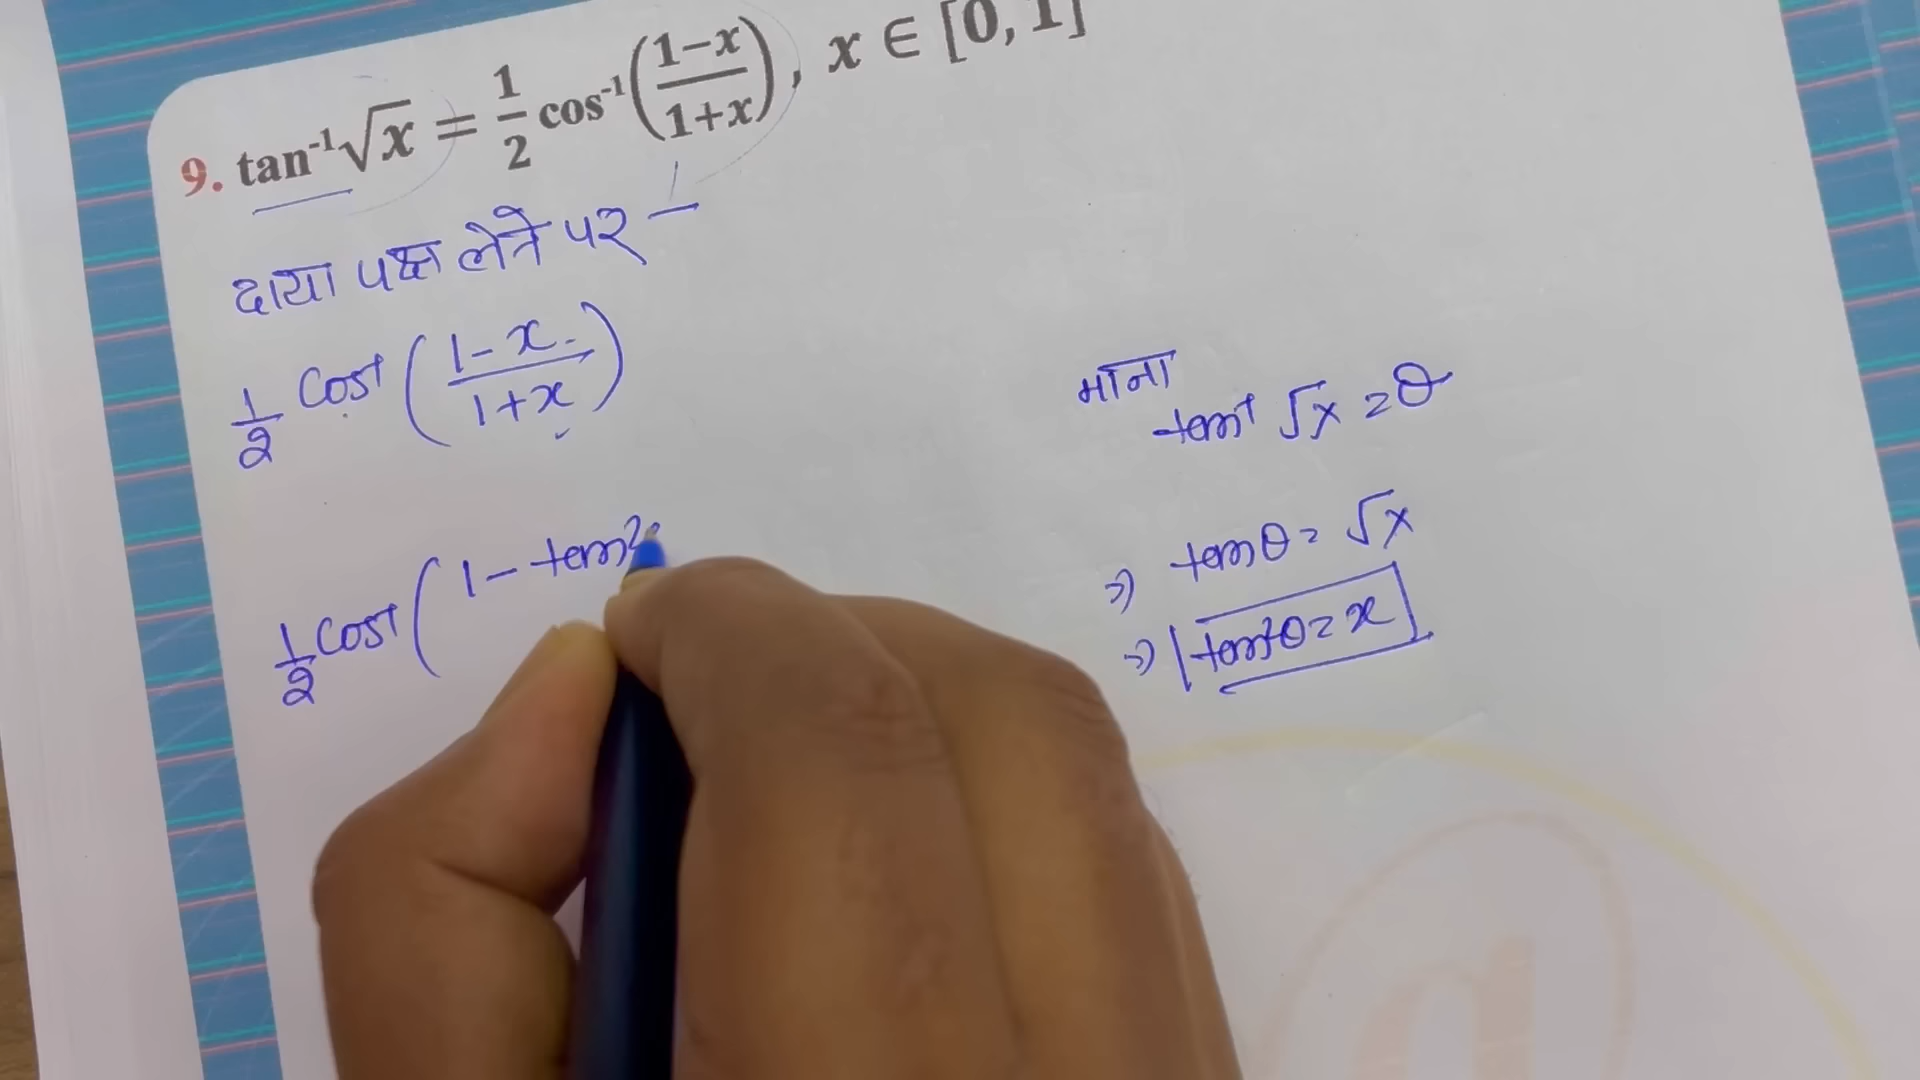 9. tan⁻¹√x = 1/2 cos⁻¹((1−x)/(1+x)), x ∈ [0, 1]
दाया पक्ष लेने पर −
1/2 Cos⁻¹((1−x)/(1+x))
1/2 Cos⁻¹(1 − tan²
माना
tan⁻¹ √x = θ
⇒ tanθ = √x
⇒ tan²θ = x